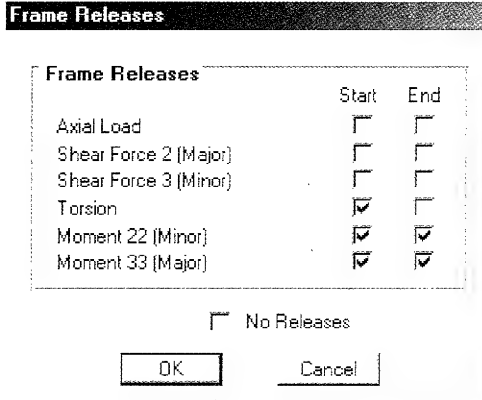 Frame Releases
Frame Releases
Start End
Axial Load
Shear Force 2 (Major)
Shear Force 3 (Minor)
Torsion
Moment 22 (Minor)
Moment 33 (Major)
No Releases
OK Cancel